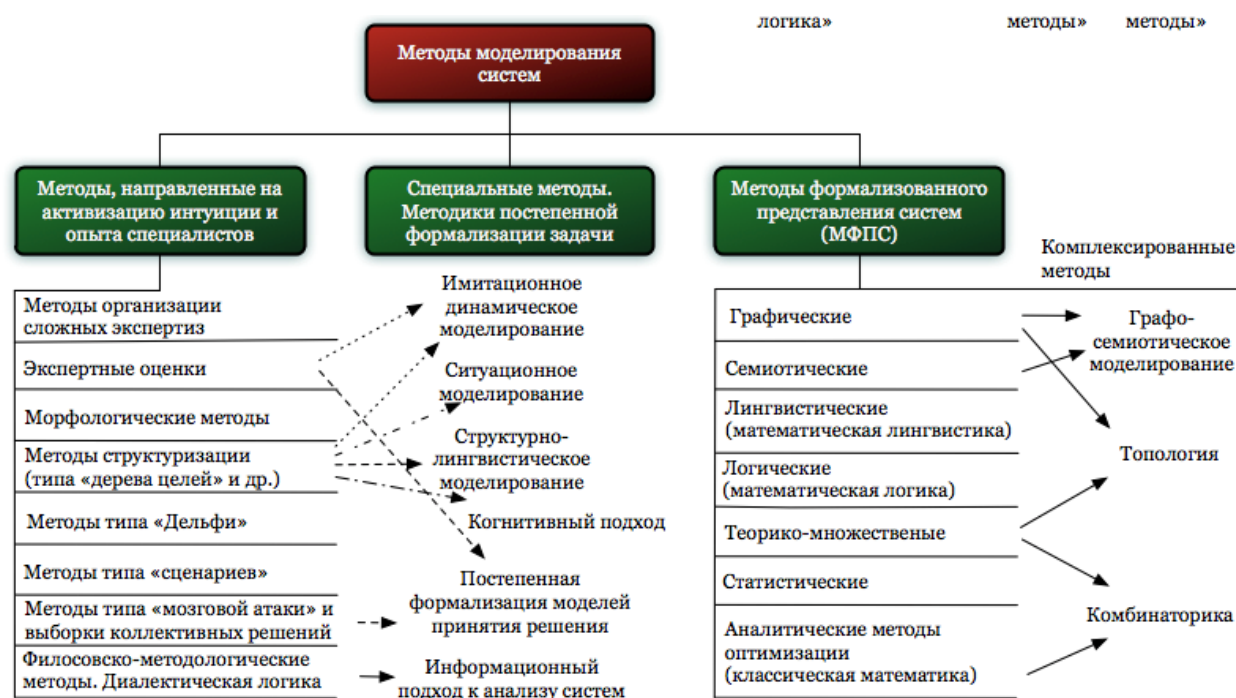 логика»
методы»
методы»
Методы моделирования
систем
Методы, направленные на
активизацию интуиции и
опыта специалистов
Специальные методы.
Методики постепенной
формализации задачи
Методы формализованного
представления систем
(МФПС)
Методы организации
сложных экспертиз
Экспертные оценки
Морфологические методы
Методы структуризации
(типа «дерева целей» и др.)
Методы типа «Дельфи»
Методы типа «сценариев»
Методы типа «мозговой атаки» и
выборки коллективных решений
Филосовско-методологические
методы. Диалектическая логика
Имитационное
динамическое
моделирование
Ситуационное
моделирование
Структурно-
лингвистическое
моделирование
Когнитивный подход
Постепенная
формализация моделей
принятия решения
Информационный
подход к анализу систем
Графические
Семиотические
Лингвистические
(математическая лингвистика)
Логические
(математическая логика)
Теорико-множественые
Статистические
Аналитические методы
оптимизации
(классическая математика)
Комплексированные
методы
Графо-
семиотическое
моделирование
Топология
Комбинаторика